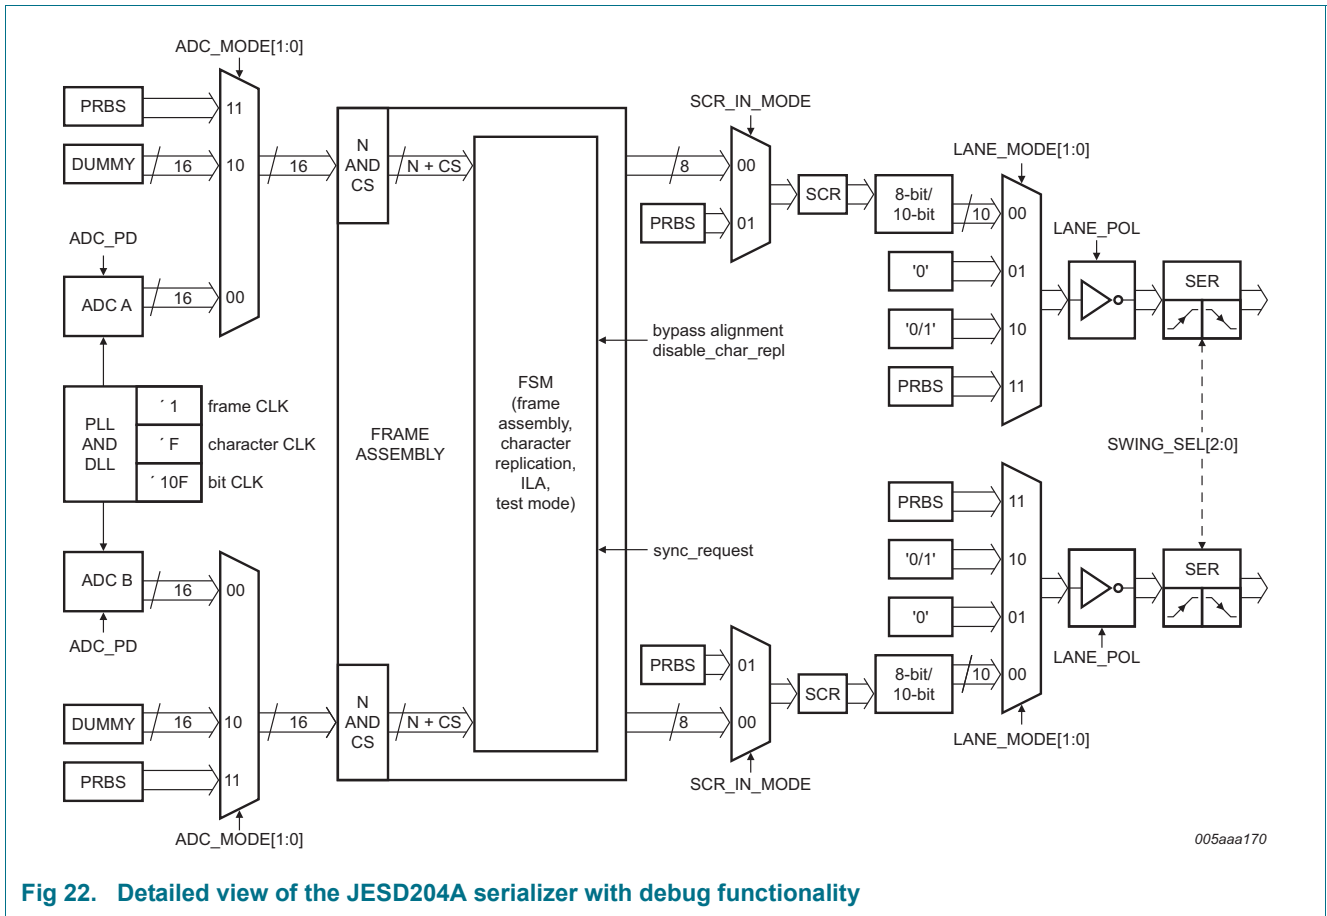 ADC_MODE[1:0]
PRBS
11
DUMMY
16
10
16
N
AND
CS
N + CS
ADC_PD
ADC A
16
00
PLL
AND
DLL
´ 1
frame CLK
´ F
character CLK
´ 10F
bit CLK
ADC B
16
00
ADC_PD
DUMMY
16
10
16
N
AND
CS
N + CS
PRBS
11
ADC_MODE[1:0]
FRAME
ASSEMBLY
FSM
(frame
assembly,
character
replication,
ILA,
test mode)
bypass alignment
disable_char_repl
sync_request
SCR_IN_MODE
8
00
PRBS
01
SCR
8-bit/
10-bit
10
00
LANE_MODE[1:0]
'0'
01
'0/1'
10
PRBS
11
LANE_POL
SER
SWING_SEL[2:0]
PRBS
11
'0/1'
10
'0'
01
8-bit/
10-bit
10
00
LANE_MODE[1:0]
LANE_POL
SER
PRBS
01
8
00
SCR
SCR_IN_MODE
005aaa170
Fig 22. Detailed view of the JESD204A serializer with debug functionality